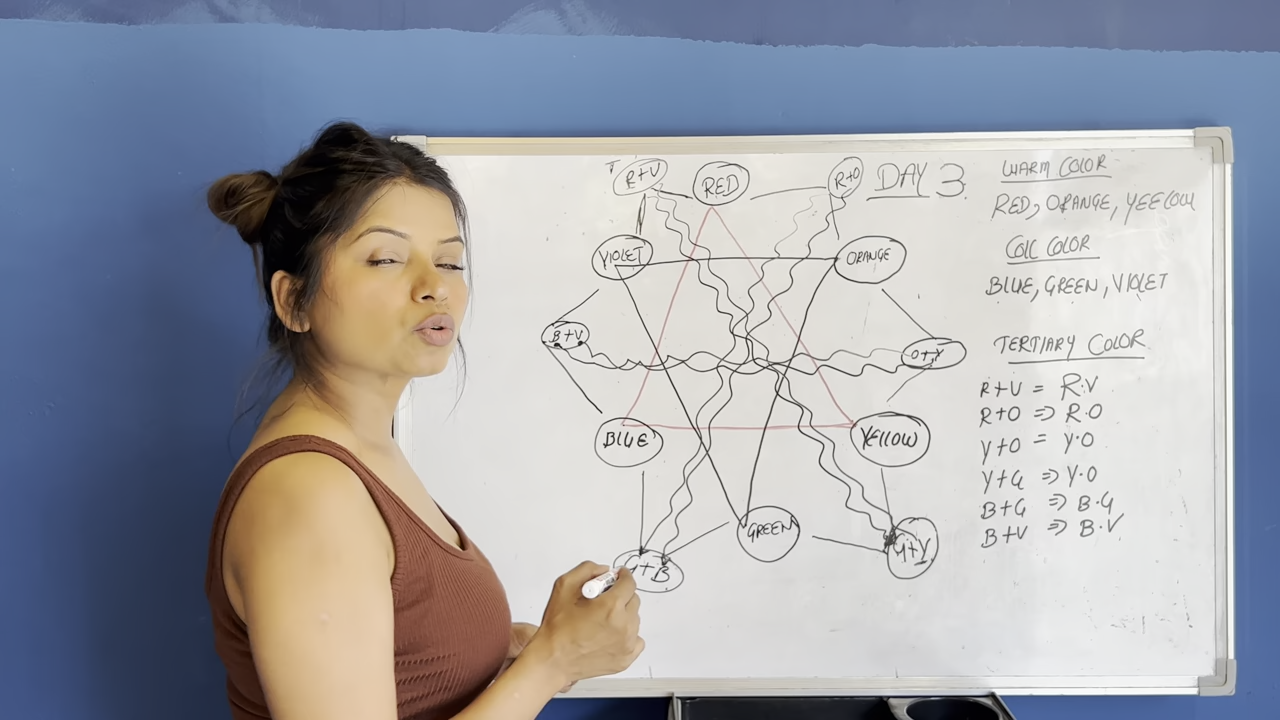 R+V RED R+O DAY 3
VIOLET ORANGE
B+V O+Y
BLUE YELLOW
GREEN
G+B G+Y
WARM COLOR
RED, ORANGE, YEELOW
COLC COLOR
BLUE, GREEN, VIOLET
TERTIARY COLOR
R+V = R.V
R+O => R.O
Y+O = Y.O
Y+G => Y.O
B+G => B.G
B+V => B.V